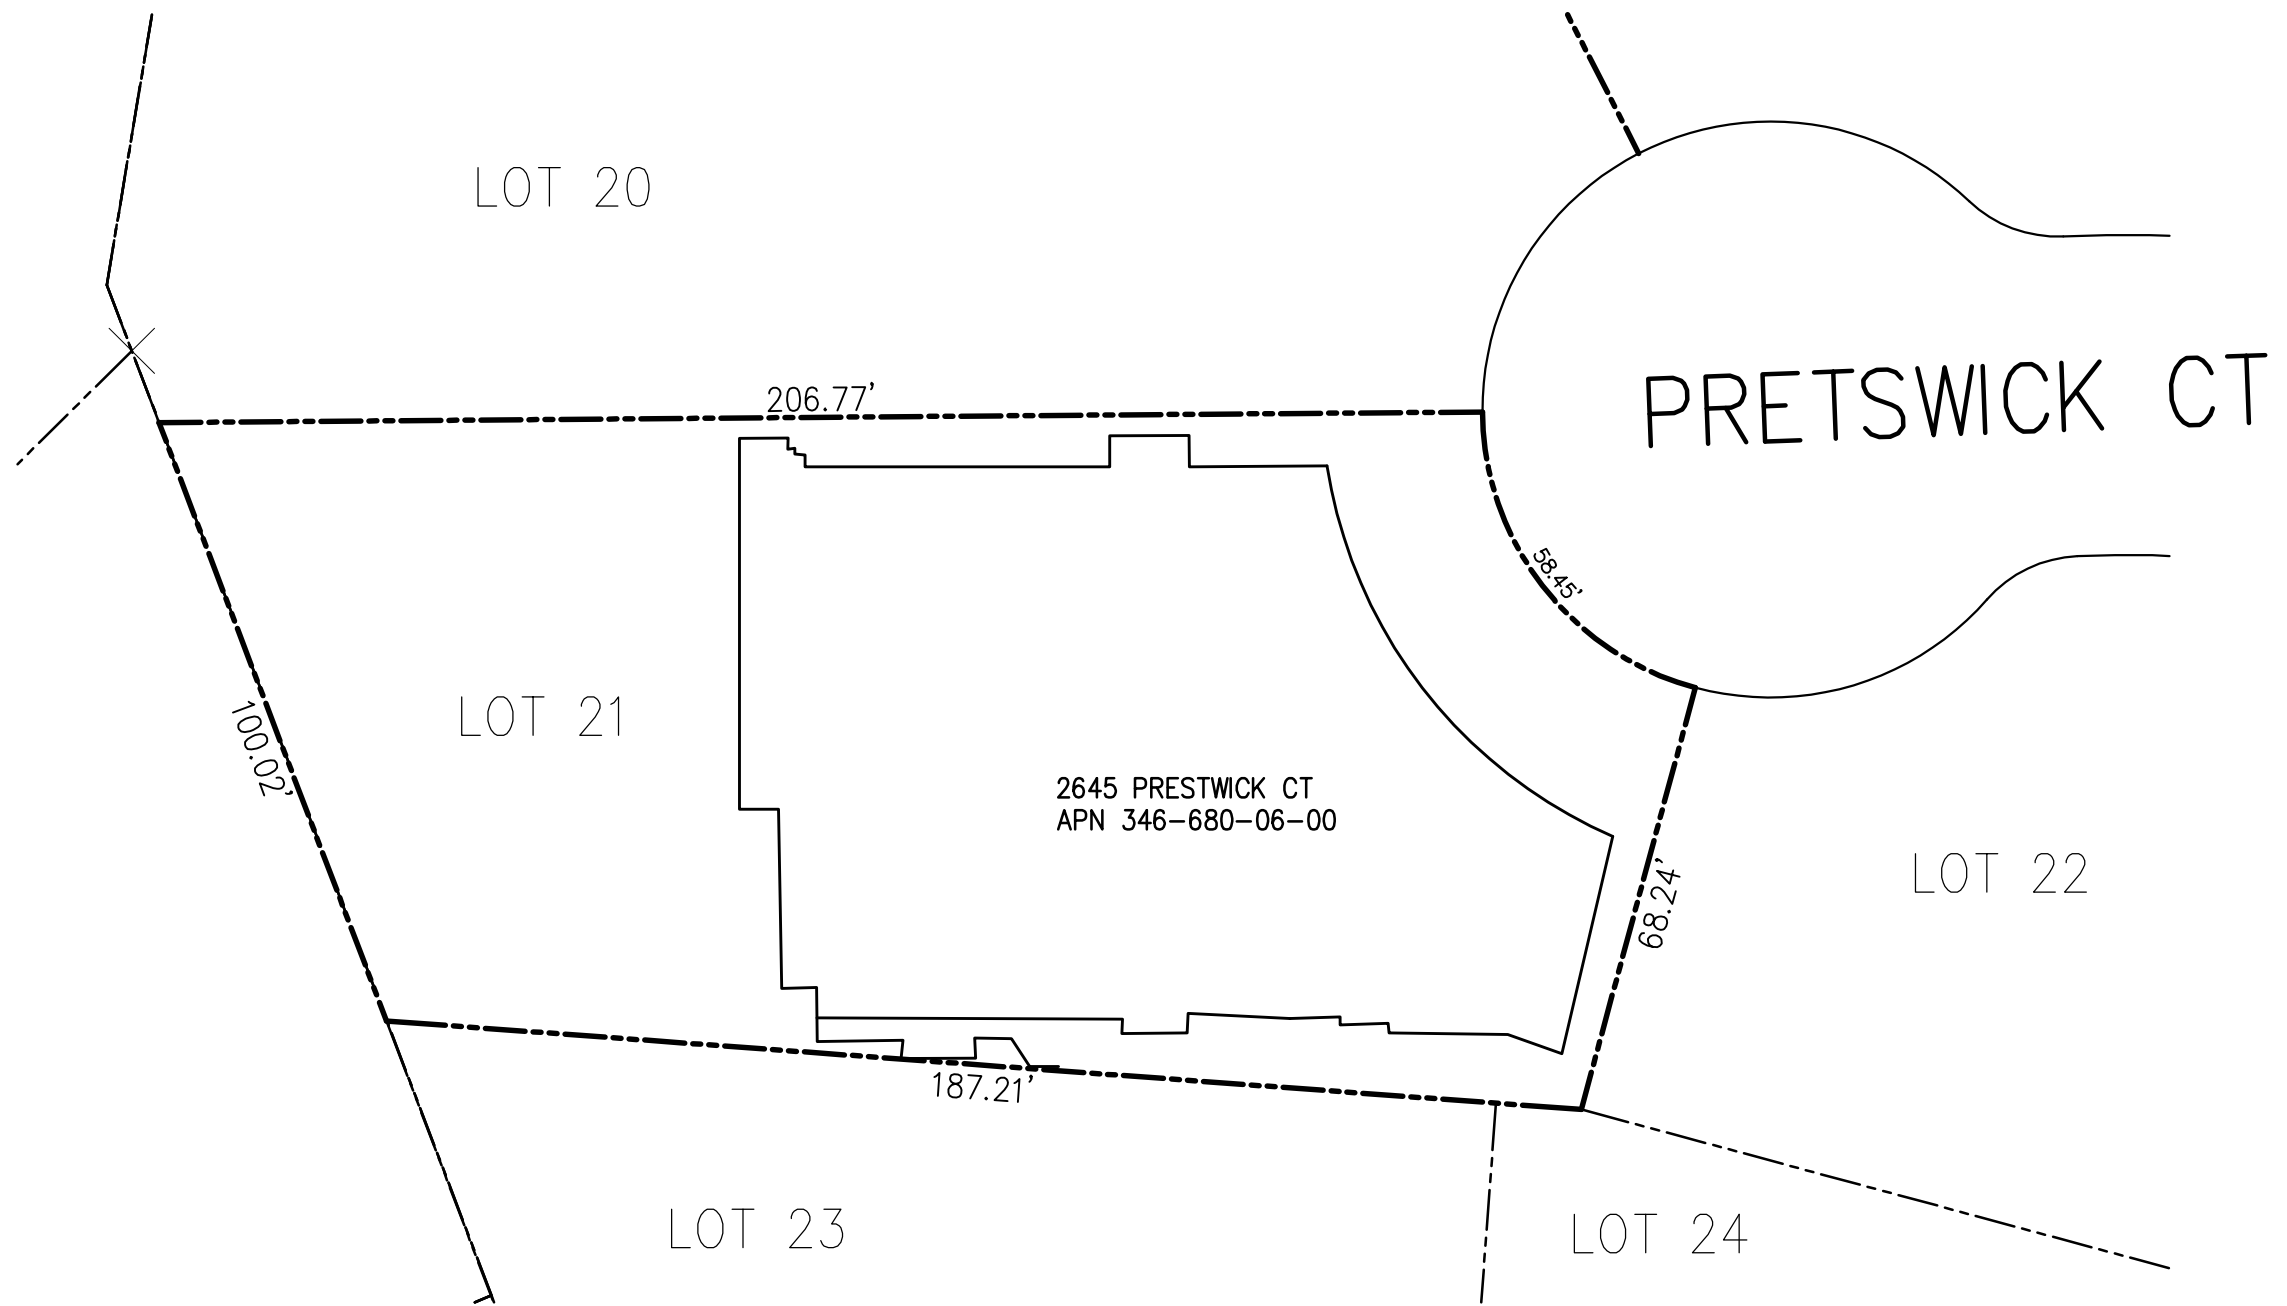 LOT 20
PRETSWICK CT
206.77'
58.45'
LOT 21
100.02'
2645 PRESTWICK CT
APN 346-680-06-00
68.24'
LOT 22
187.21'
LOT 23
LOT 24